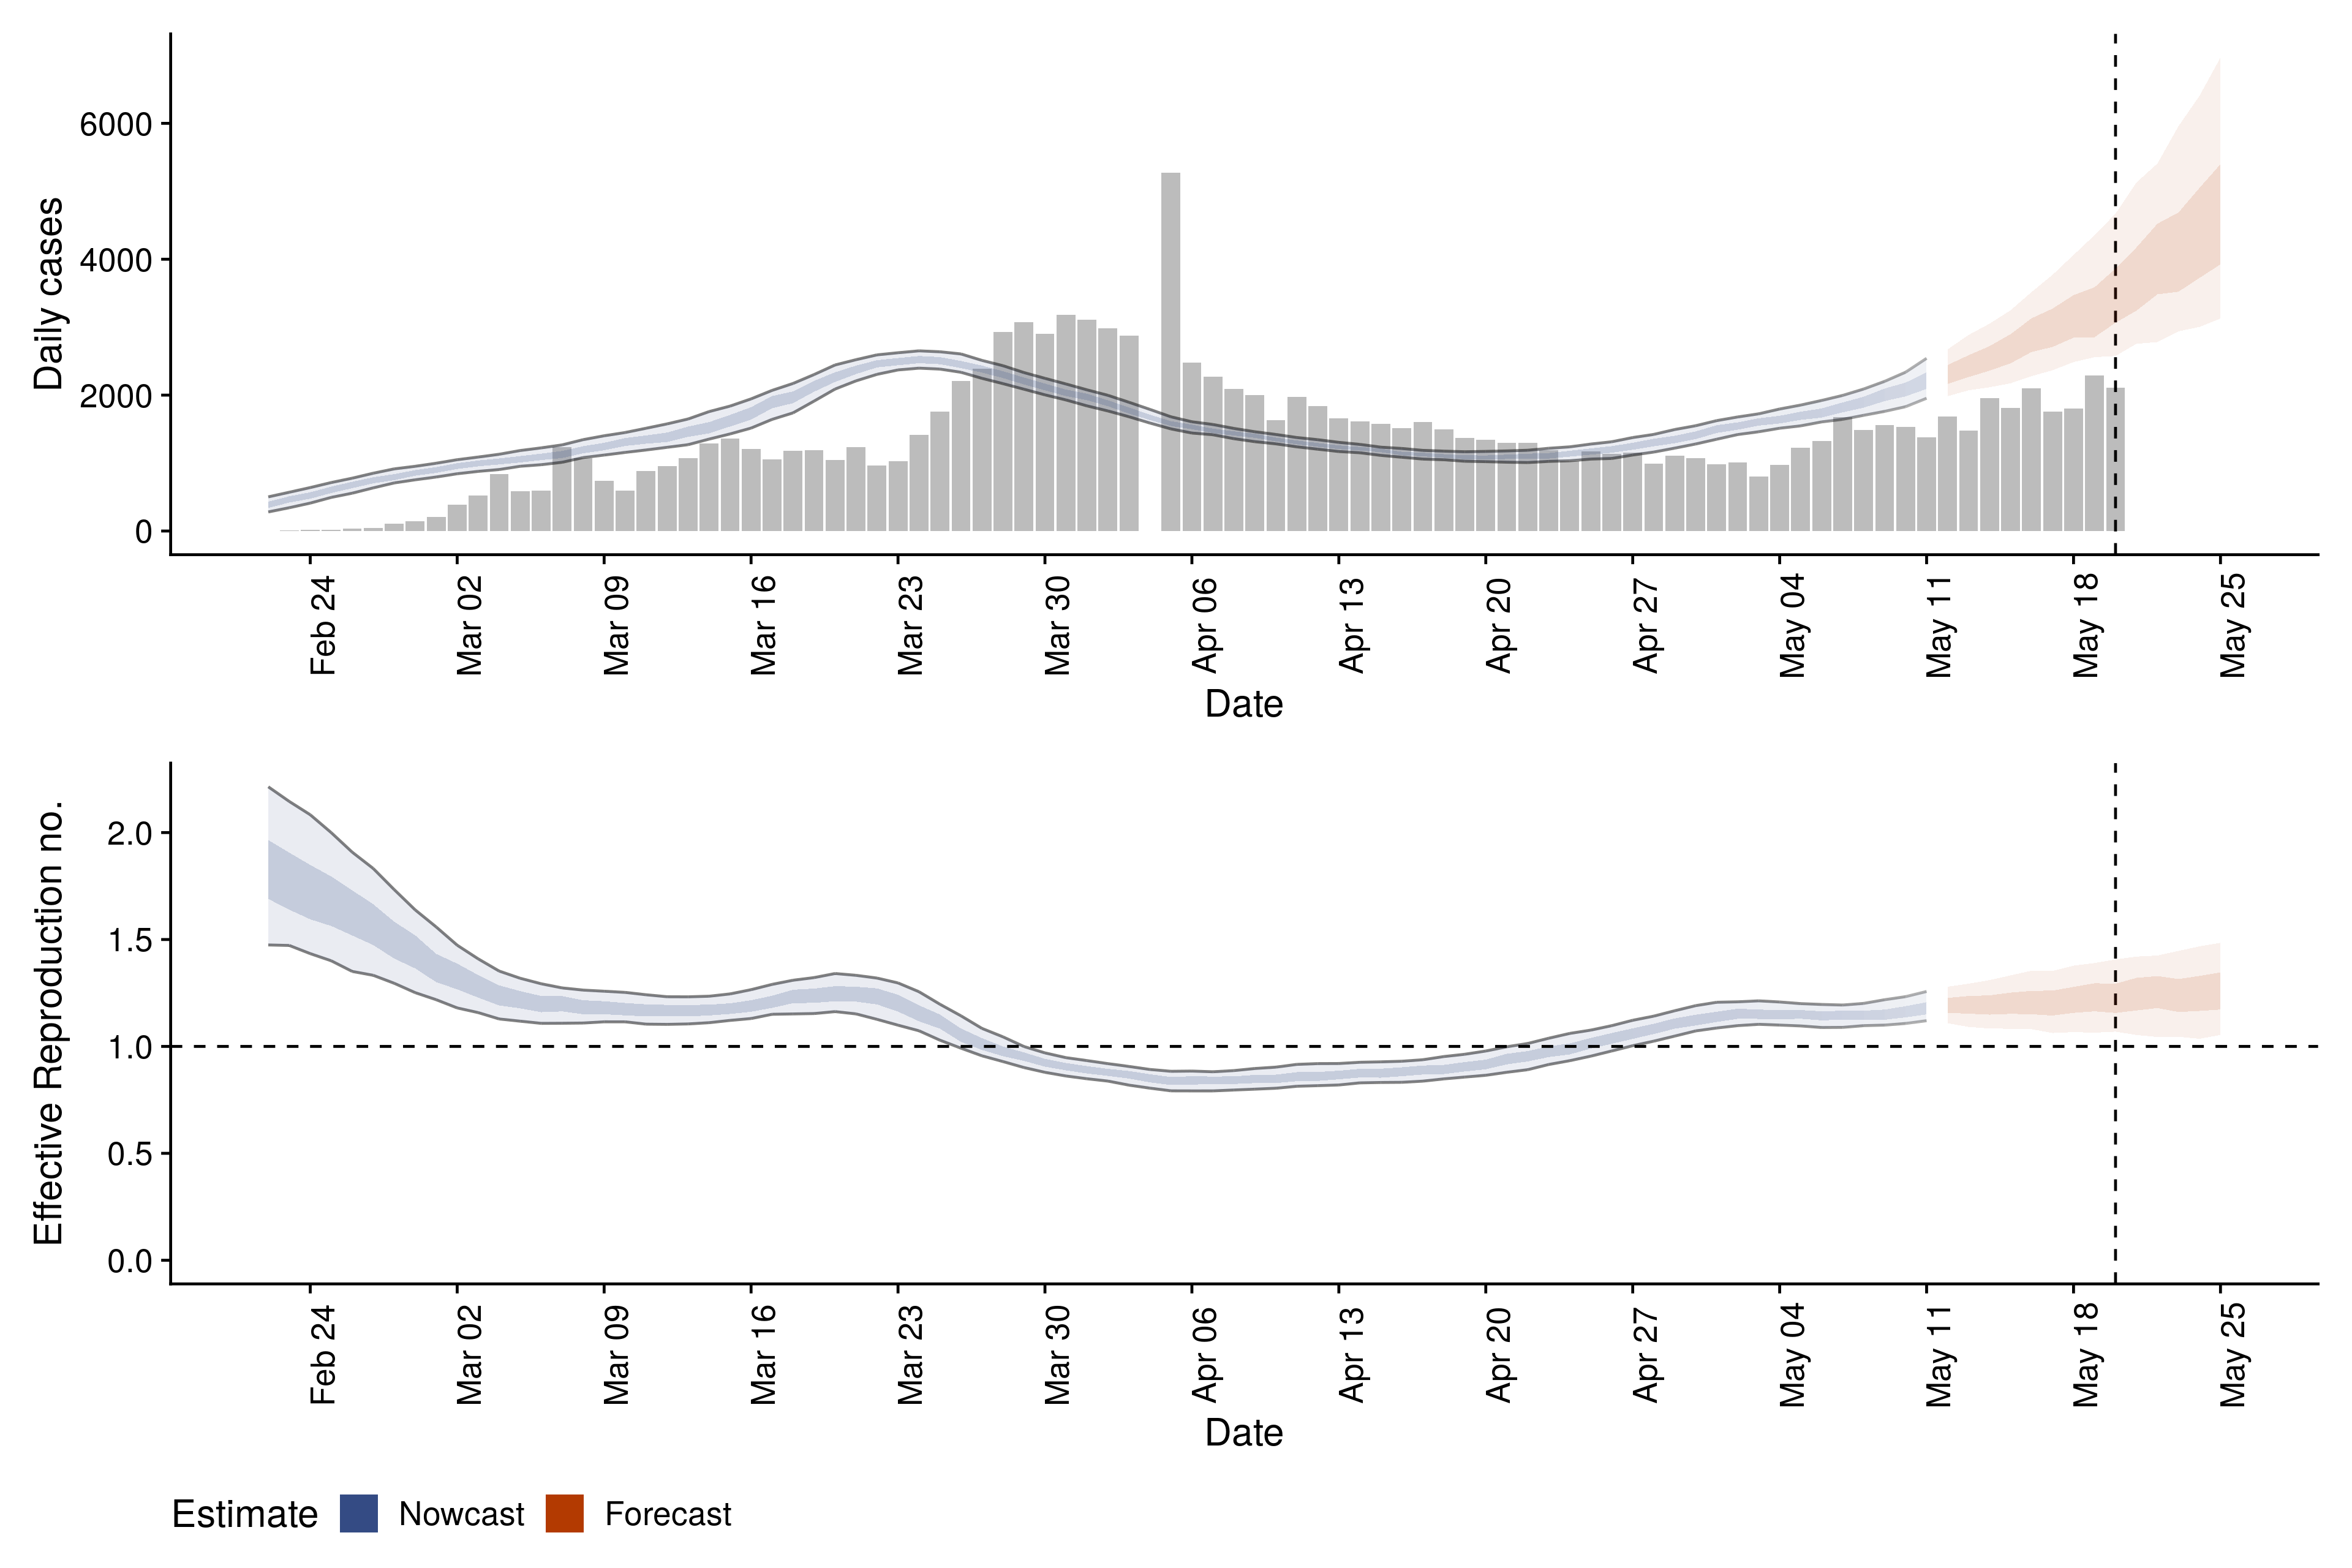 Daily cases
6000
4000
2000
0
Feb 24
Mar 02
Mar 09
Mar 16
Mar 23
Mar 30
Apr 06
Apr 13
Apr 20
Apr 27
May 04
May 11
May 18
May 25
Date
Effective Reproduction no.
2.0
1.5
1.0
0.5
0.0
Feb 24
Mar 02
Mar 09
Mar 16
Mar 23
Mar 30
Apr 06
Apr 13
Apr 20
Apr 27
May 04
May 11
May 18
May 25
Date
Estimate Nowcast Forecast